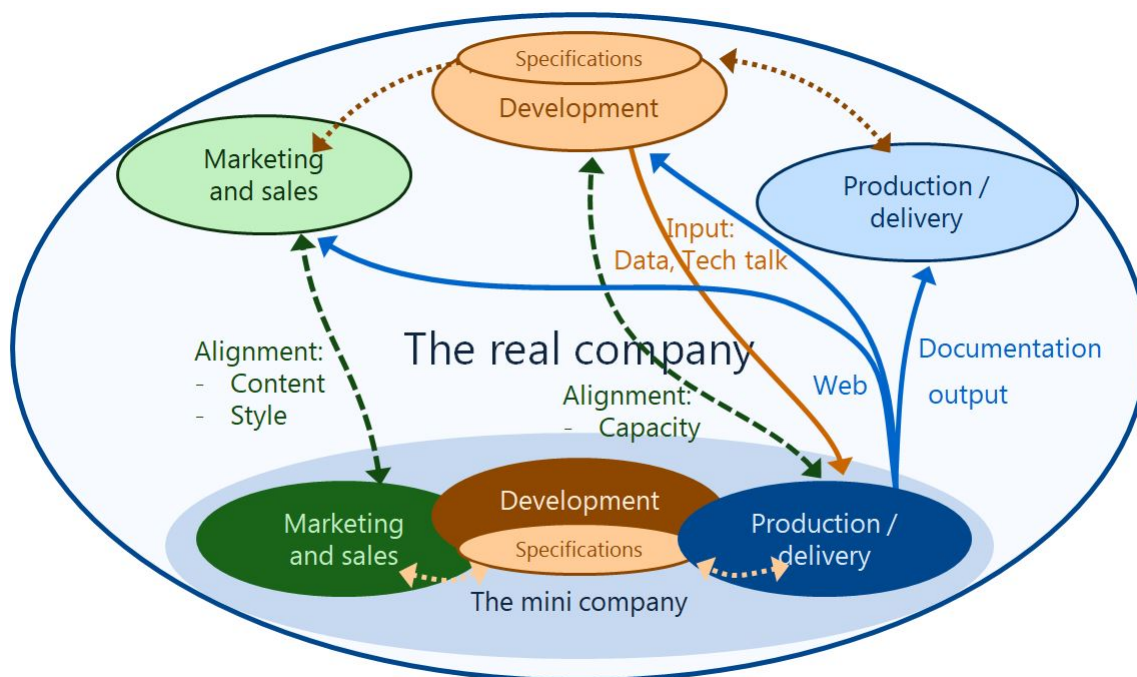 Specifications
Development
Marketing
and sales
Production /
delivery
Input:
Data, Tech talk
The real company
Alignment:
- Content
- Style
Alignment:
- Capacity
Web
Documentation
output
Marketing
and sales
Development
Specifications
Production /
delivery
The mini company